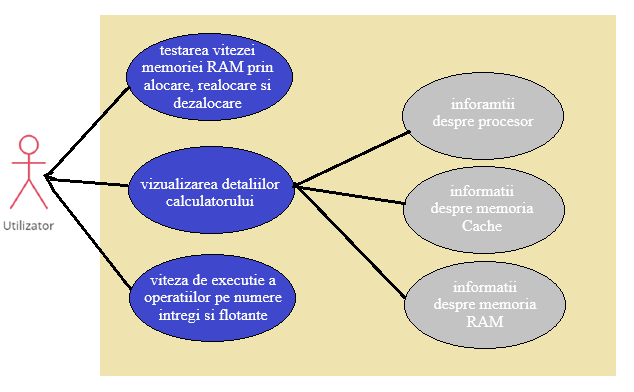 testarea vitezei
memoriei RAM prin
alocare, realocare si
dezalocare
inforamtii
despre procesor
Utilizator
vizualizarea detaliilor
calculatorului
informatii
despre memoria
Cache
viteza de executie a
operatiilor pe numere
intregi si flotante
informatii
despre memoria
RAM